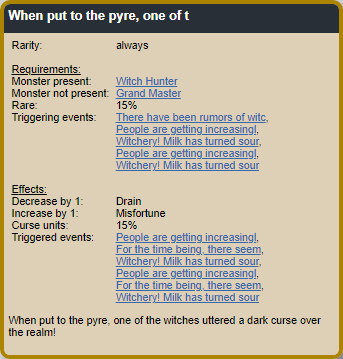 When put to the pyre, one of t
Rarity: always
Requirements:
Monster present: Witch Hunter
Monster not present: Grand Master
Rare: 15%
Triggering events: There have been rumors of witc,
People are getting increasingl,
Witchery! Milk has turned sour,
People are getting increasingl,
Witchery! Milk has turned sour
Effects:
Decrease by 1: Drain
Increase by 1: Misfortune
Curse units: 15%
Triggered events: People are getting increasingl,
For the time being, there seem,
Witchery! Milk has turned sour,
People are getting increasingl,
For the time being, there seem,
Witchery! Milk has turned sour
When put to the pyre, one of the witches uttered a dark curse over
the realm!